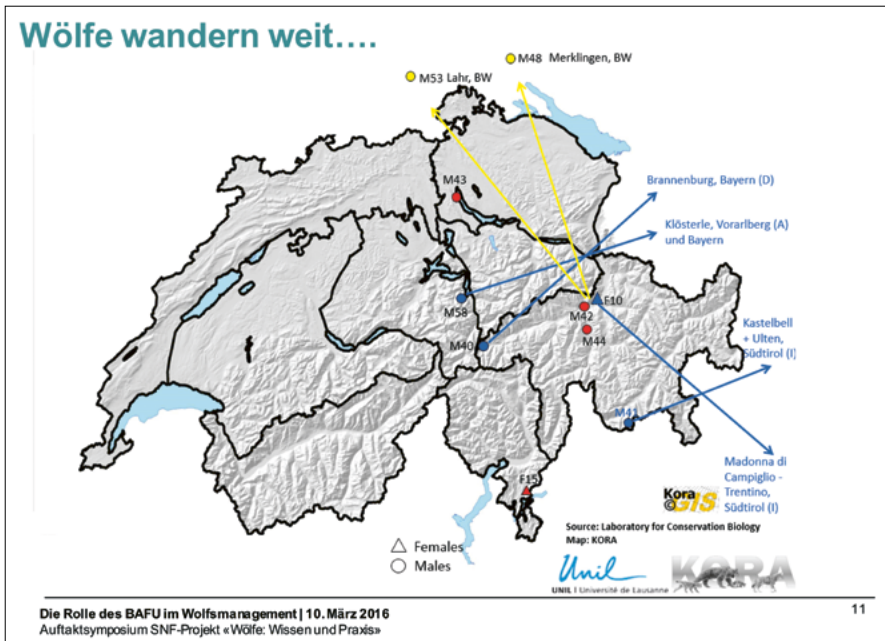 Wölfe wandern weit....
M48 Merklingen, BW
M53 Lahr, BW
M43
Brannenburg, Bayern (D)
Klösterle, Vorarlberg (A)
und Bayern
F10
M58
M42
M40
M44
Kastelbell
+ Ulten,
Südtirol (I)
M41
Madonna di
Campiglio -
Trentino,
Südtirol (I)
F15
Kora
©GIS
Source: Laboratory for Conservation Biology
Map: KORA
△ Females
○ Males
Unil
UNIL | Université de Lausanne
KORA
Die Rolle des BAFU im Wolfsmanagement | 10. März 2016
11
Auftaktsymposium SNF-Projekt «Wölfe: Wissen und Praxis»